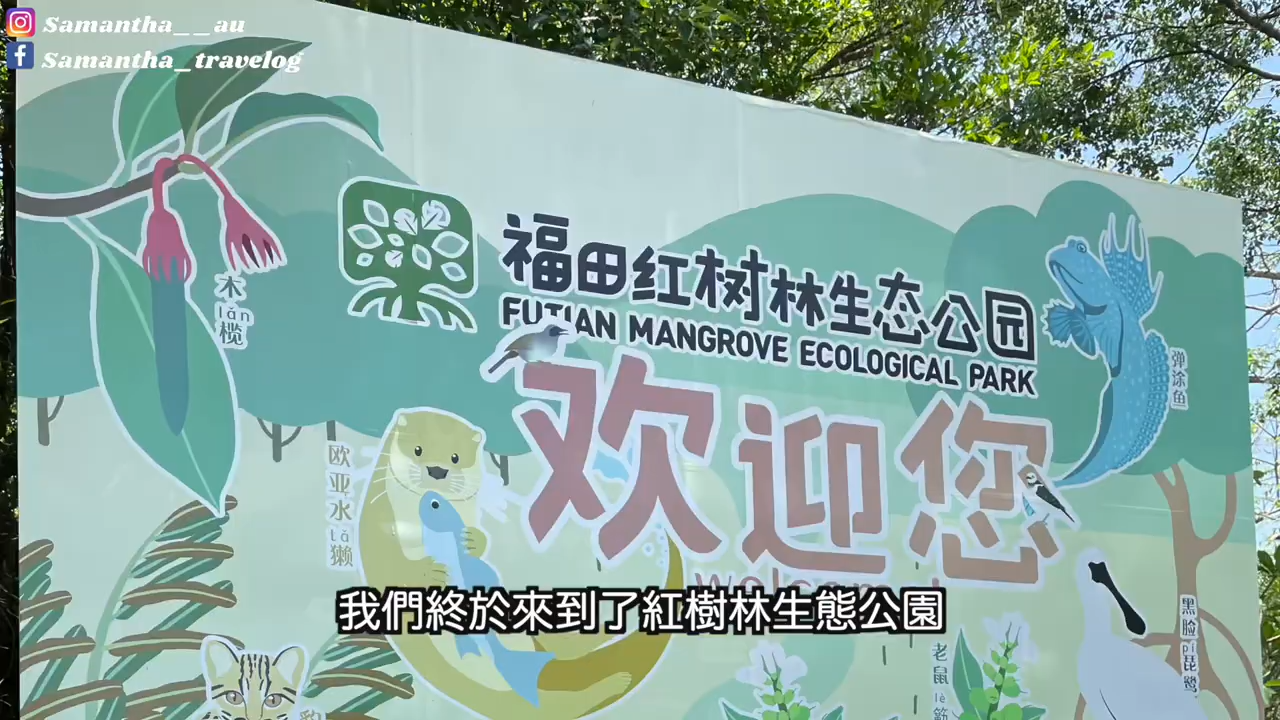 Samantha__au
Samantha_travelog
福田红树林生态公园
FUTIAN MANGROVE ECOLOGICAL PARK
欢迎您
木
lǎn
榄
弹涂鱼
欧亚水
tǎ
獭
我們終於來到了紅樹林生態公園
老鼠
lè
簕
黑脸
pí
琵鹭